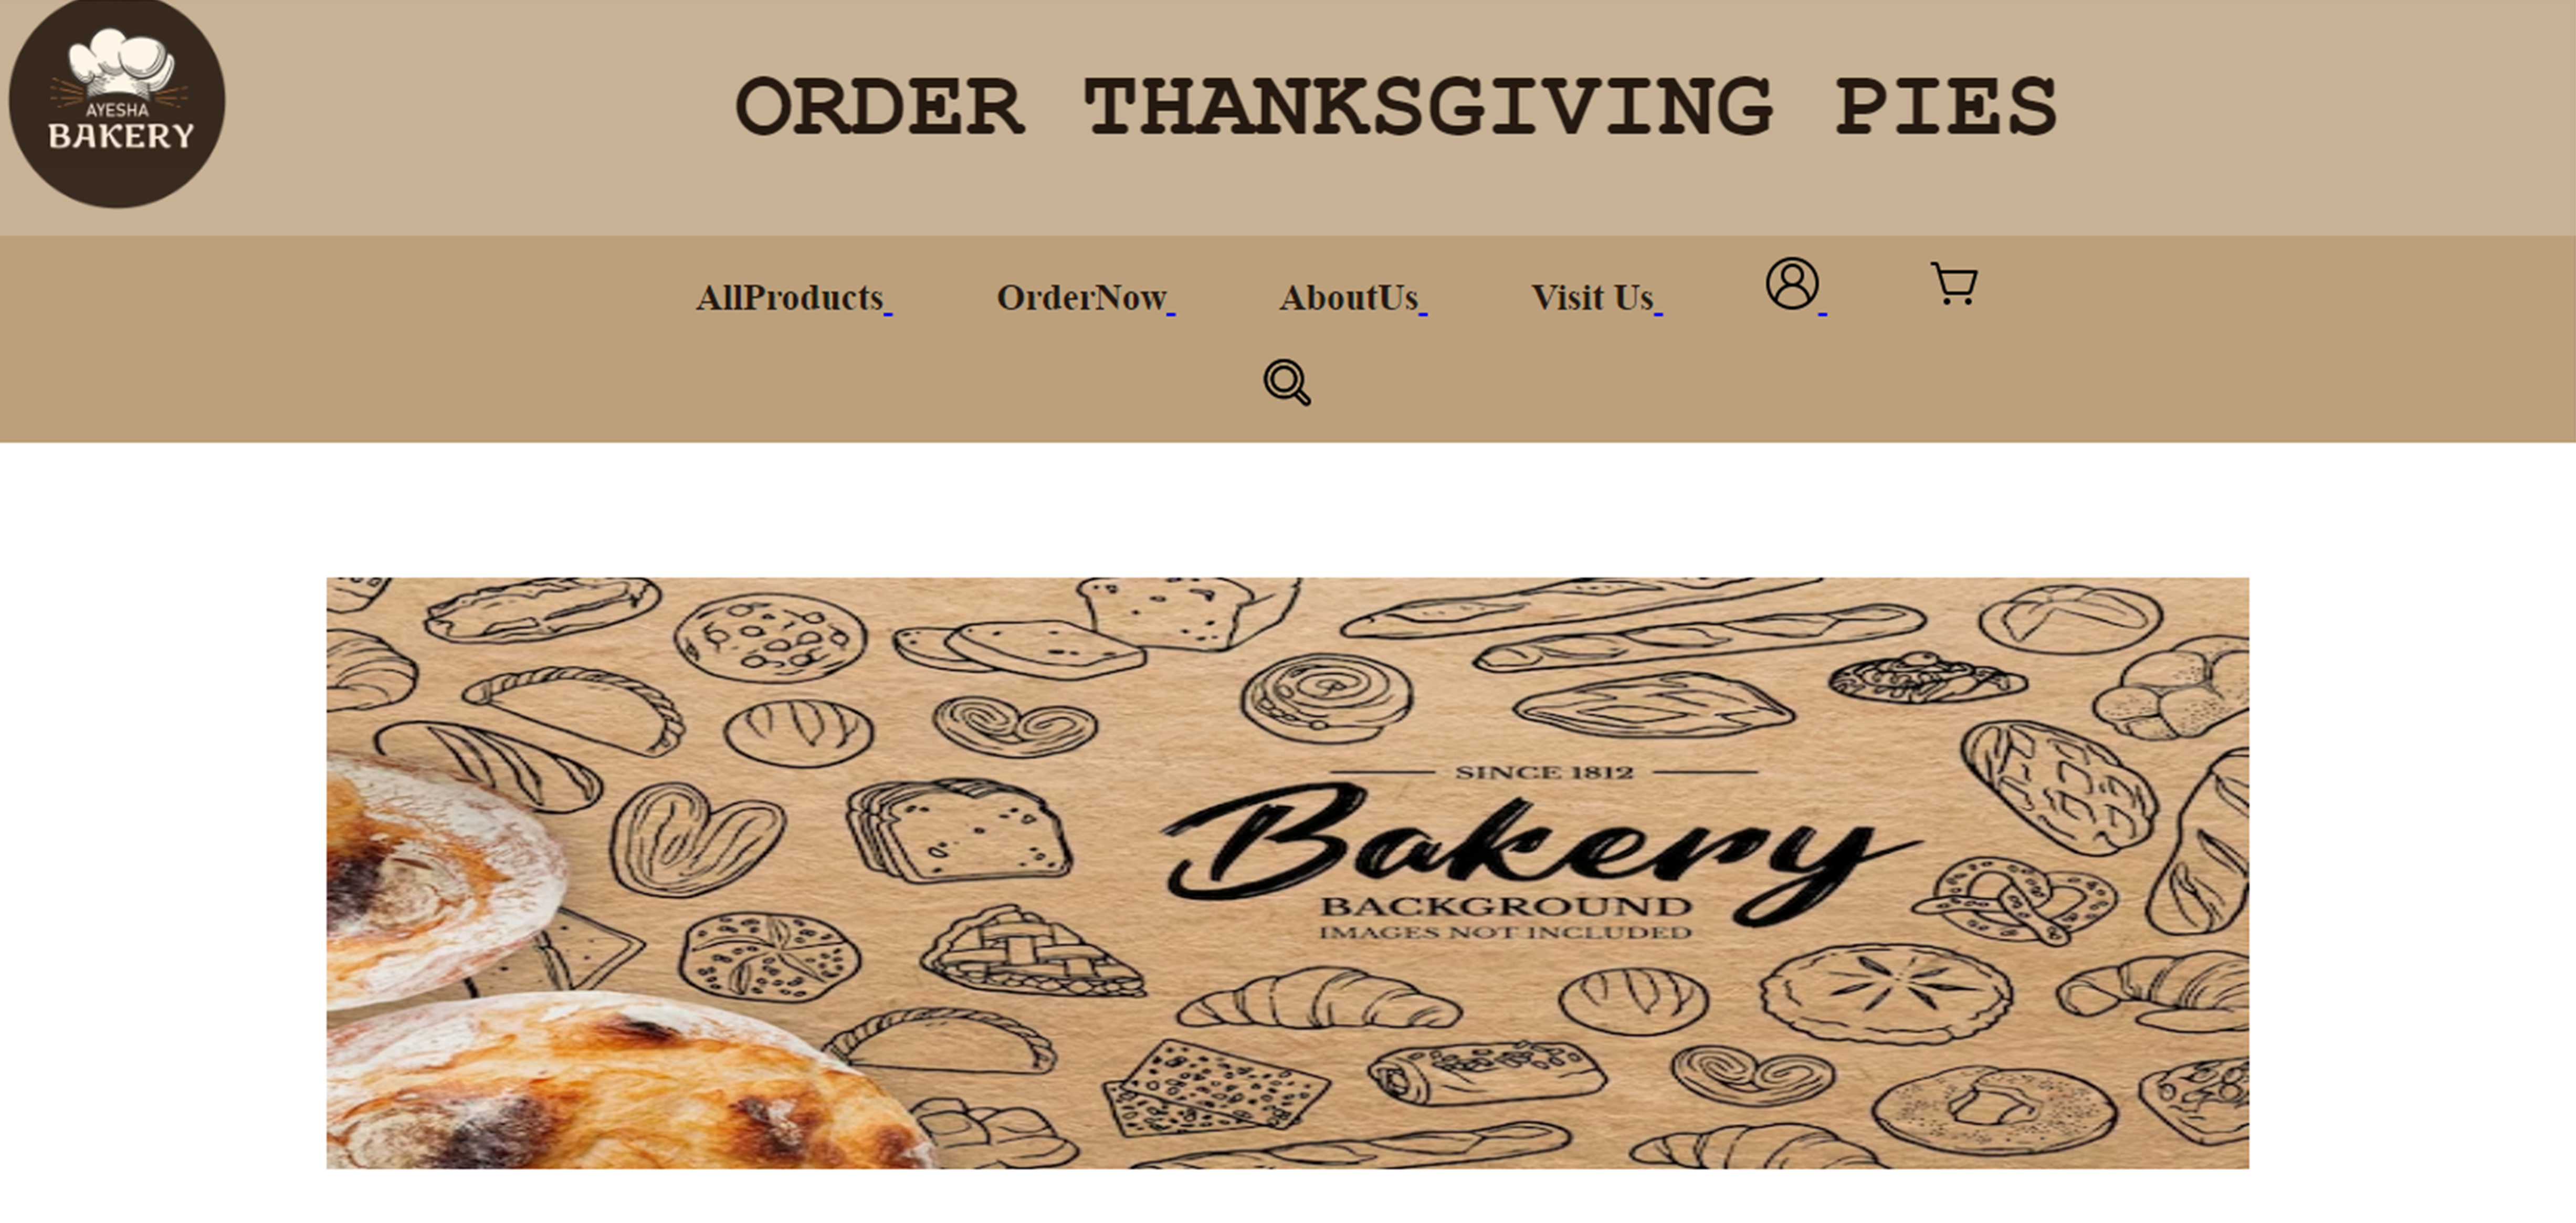 AYESHA
BAKERY
ORDER THANKSGIVING PIES
AllProducts OrderNow AboutUs Visit Us
SINCE 1812
Bakery
BACKGROUND
IMAGES NOT INCLUDED